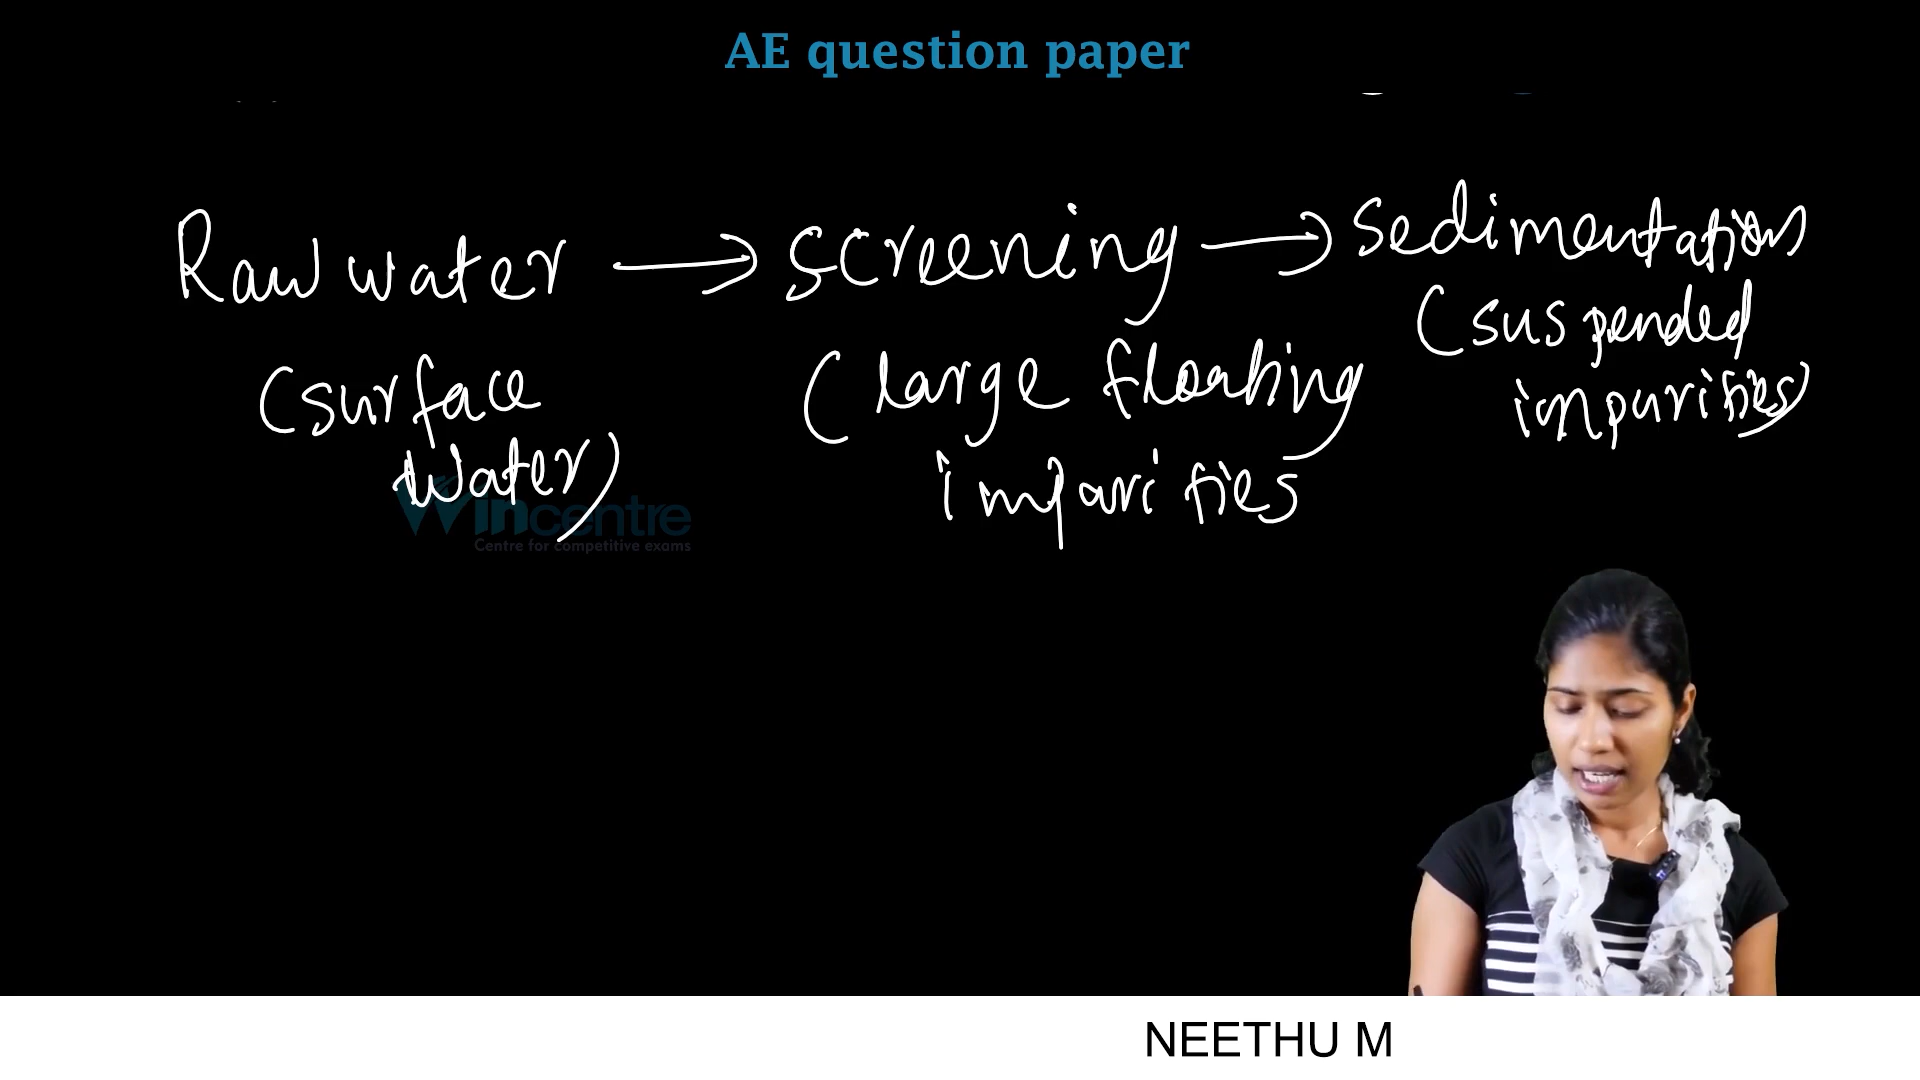 AE question paper
Raw water → screening → sedimentation
(surface water)
(large floating impurities
(suspended impurities)
Wincentre
Centre for competitive exams
NEETHU M